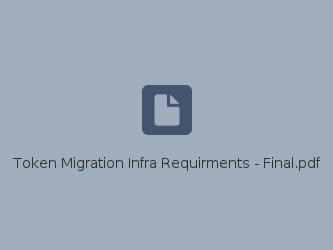 Token Migration Infra Requirments - Final.pdf